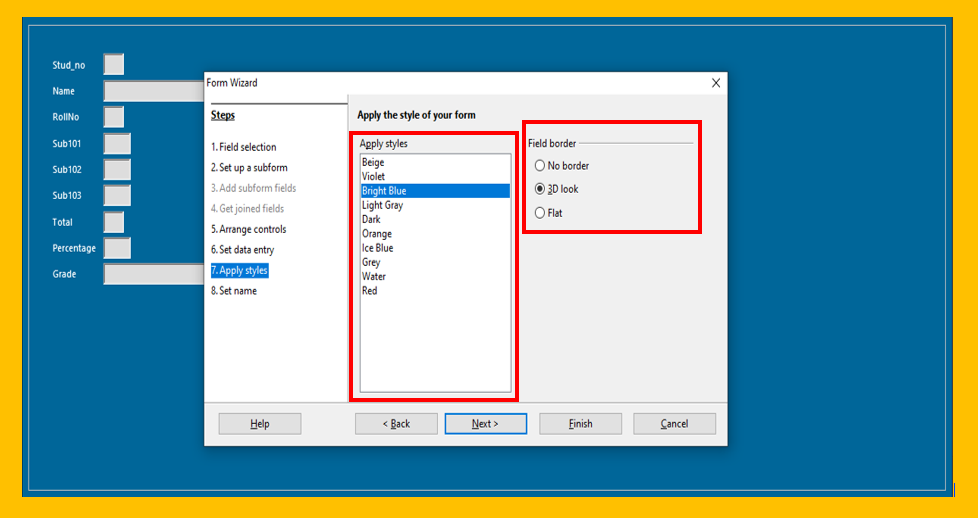 Stud_no
Name
RollNo
Sub101
Sub102
Sub103
Total
Percentage
Grade
Form Wizard
Steps
1. Field selection
2. Set up a subform
3. Add subform fields
4. Get joined fields
5. Arrange controls
6. Set data entry
7. Apply styles
8. Set name
Apply the style of your form
Apply styles
Beige
Violet
Bright Blue
Light Gray
Dark
Orange
Ice Blue
Grey
Water
Red
Field border
No border
3D look
Flat
Help
< Back
Next >
Finish
Cancel